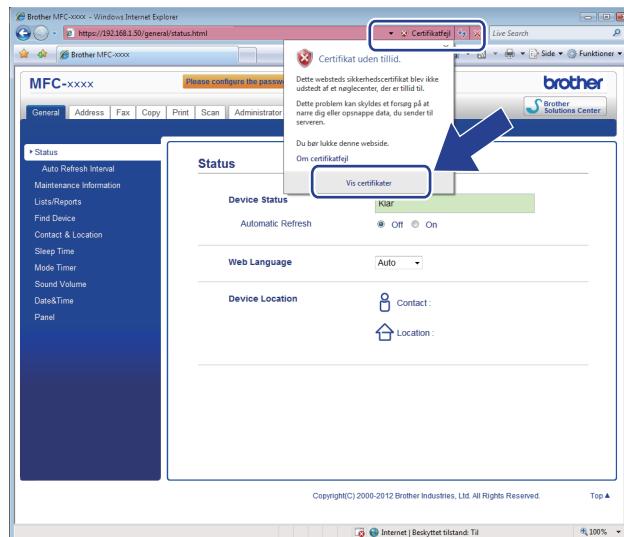 Brother MFC-xxxx - Windows Internet Explorer
https://192.168.1.50/general/status.html
Certifikatfejl
Live Search
Brother MFC-xxxx
Side
Funktioner
Certifikat uden tillid.
Dette websteds sikkerhedscertifikat blev ikke
udstedt af et nøglecenter, der er tillid til.
Dette problem kan skyldes et forsøg på at
narre dig eller opsnappe data, du sender til
serveren.
Du bør lukke denne webside.
Om certifikatfejl
Vis certifikater
MFC-xxxx
Please configure the passw
brother
General Address Fax Copy Print Scan Administrator
Brother
Solutions Center
Status
Auto Refresh Interval
Maintenance Information
Lists/Reports
Find Device
Contact & Location
Sleep Time
Mode Timer
Sound Volume
Date&Time
Panel
Status
Device Status
Klar
Automatic Refresh
Off On
Web Language
Auto
Device Location
Contact :
Location :
Copyright(C) 2000-2012 Brother Industries, Ltd. All Rights Reserved.
Top▲
Internet | Beskyttet tilstand: Til
100%